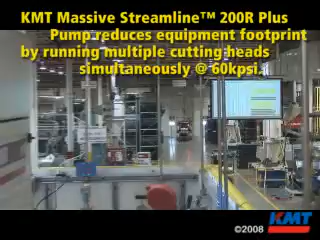 KMT Massive Streamline™ 200R Plus
Pump reduces equipment footprint
by running multiple cutting heads
simultaneously @ 60kpsi.
KMT
©2008